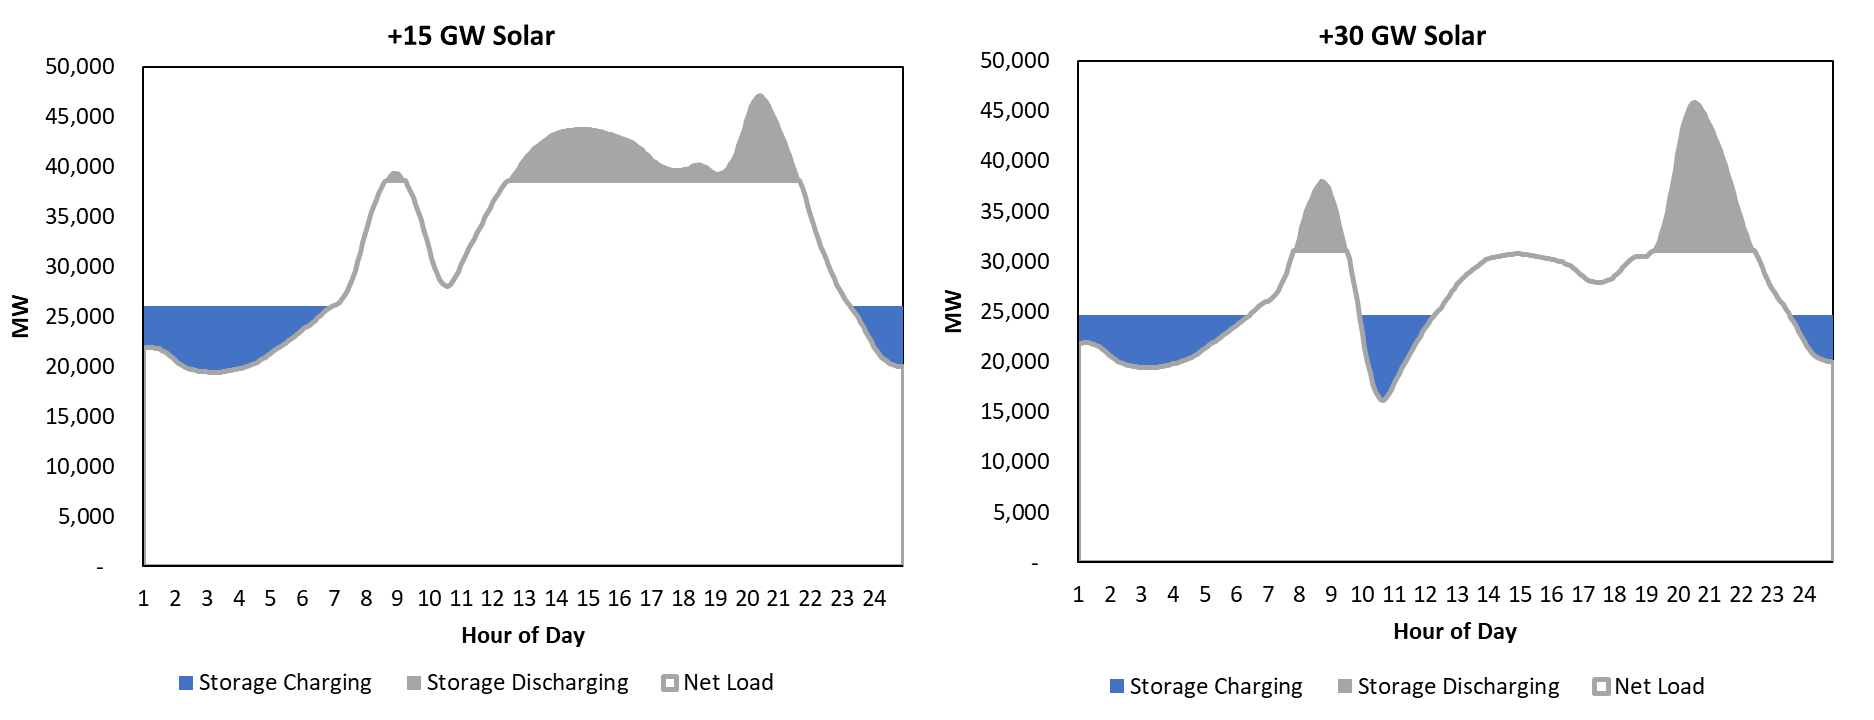 +15 GW Solar
50,000
45,000
40,000
35,000
30,000
25,000
20,000
15,000
10,000
5,000
-
MW
1 2 3 4 5 6 7 8 9 10 11 12 13 14 15 16 17 18 19 20 21 22 23 24
Hour of Day
Storage Charging Storage Discharging Net Load
+30 GW Solar
50,000
45,000
40,000
35,000
30,000
25,000
20,000
15,000
10,000
5,000
-
MW
1 2 3 4 5 6 7 8 9 10 11 12 13 14 15 16 17 18 19 20 21 22 23 24
Hour of Day
Storage Charging Storage Discharging Net Load